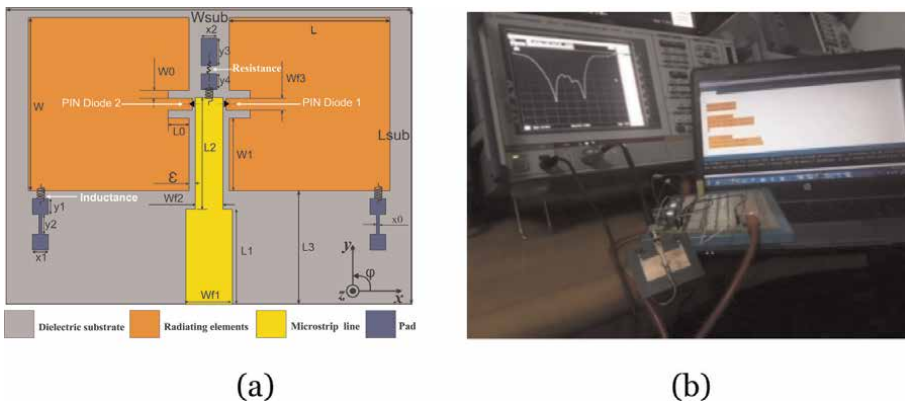 Wsub
x2
L
y3
W0
Resistance
y4
Wf3
W
PIN Diode 2
PIN Diode 1
Lsub
L0
L2
W1
ε
Inductance
Wf2
y1
y2
x0
x1
L1
L3
y
φ
Wf1
z
x
Dielectric substrate
Radiating elements
Microstrip line
Pad
(a)
(b)